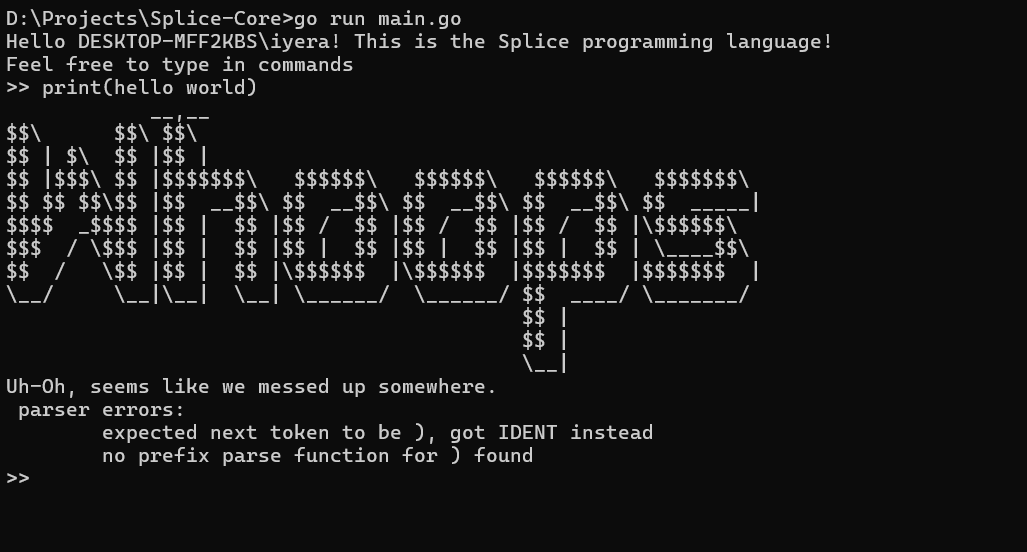 D:\Projects\Splice-Core>go run main.go
Hello DESKTOP-MFF2KBS\iyera! This is the Splice programming language!
Feel free to type in commands
>> print(hello world)
            __,__
$$\      $$\ $$\
$$ | $\  $$ |$$ |
$$ |$$$\ $$ |$$$$$$$\   $$$$$$\   $$$$$$\   $$$$$$\   $$$$$$$\
$$ $$ $$\$$ |$$  __$$\ $$  __$$\ $$  __$$\ $$  __$$\ $$  _____|
$$$$  _$$$$ |$$ |  $$ |$$ /  $$ |$$ /  $$ |$$ /  $$ |\$$$$$$\
$$$  / \$$$ |$$ |  $$ |$$ |  $$ |$$ |  $$ |$$ |  $$ | \____$$\
$$  /   \$$ |$$ |  $$ |\$$$$$$  |\$$$$$$  |$$$$$$$  |$$$$$$$  |
\__/     \__|\__|  \__| \______/  \______/ $$  ____/ \_______/
                                           $$ |
                                           $$ |
                                           \__|
Uh-Oh, seems like we messed up somewhere.
 parser errors:
        expected next token to be ), got IDENT instead
        no prefix parse function for ) found
>>